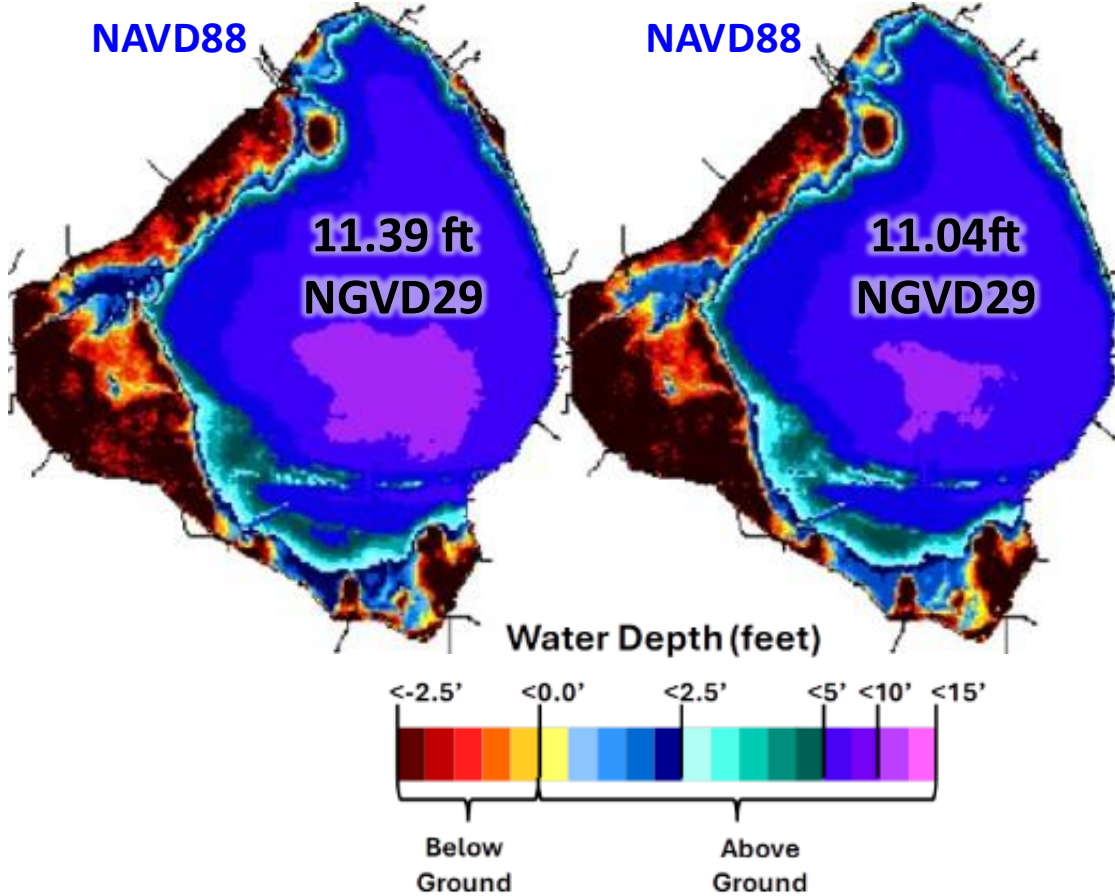 NAVD88
NAVD88
11.39 ft
NGVD29
11.04ft
NGVD29
Water Depth (feet)
<-2.5’ <0.0’ <2.5’ <5’ <10’ <15’
Below
Ground
Above
Ground